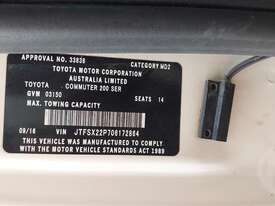 APPROVAL NO. 33836 CATEGORY MD2
TOYOTA MOTOR CORPORATION
AUSTRALIA LIMITED
TOYOTA COMMUTER 200 SER
GVM 03150 SEATS 14
MAX. TOWING CAPACITY
09/16 VIN JTFSX22P706172864
THIS VEHICLE WAS MANUFACTURED TO COMPLY
WITH THE MOTOR VEHICLE STANDARDS ACT 1989